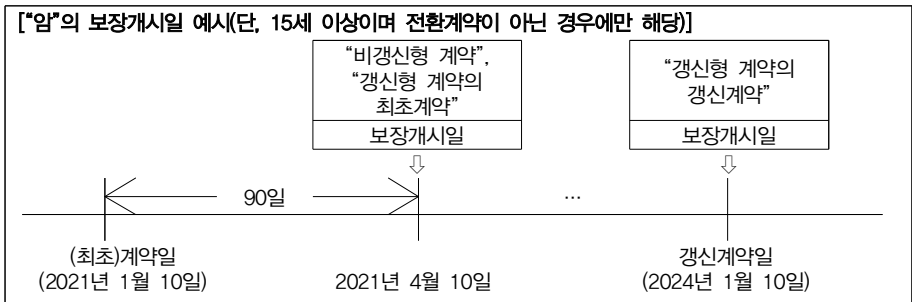 ["암"의 보장개시일 예시(단, 15세 이상이며 전환계약이 아닌 경우에만 해당)]
"비갱신형 계약",
"갱신형 계약의
최초계약"
보장개시일
"갱신형 계약의
갱신계약"
보장개시일
90일
...
(최초)계약일
(2021년 1월 10일)
2021년 4월 10일
갱신계약일
(2024년 1월 10일)